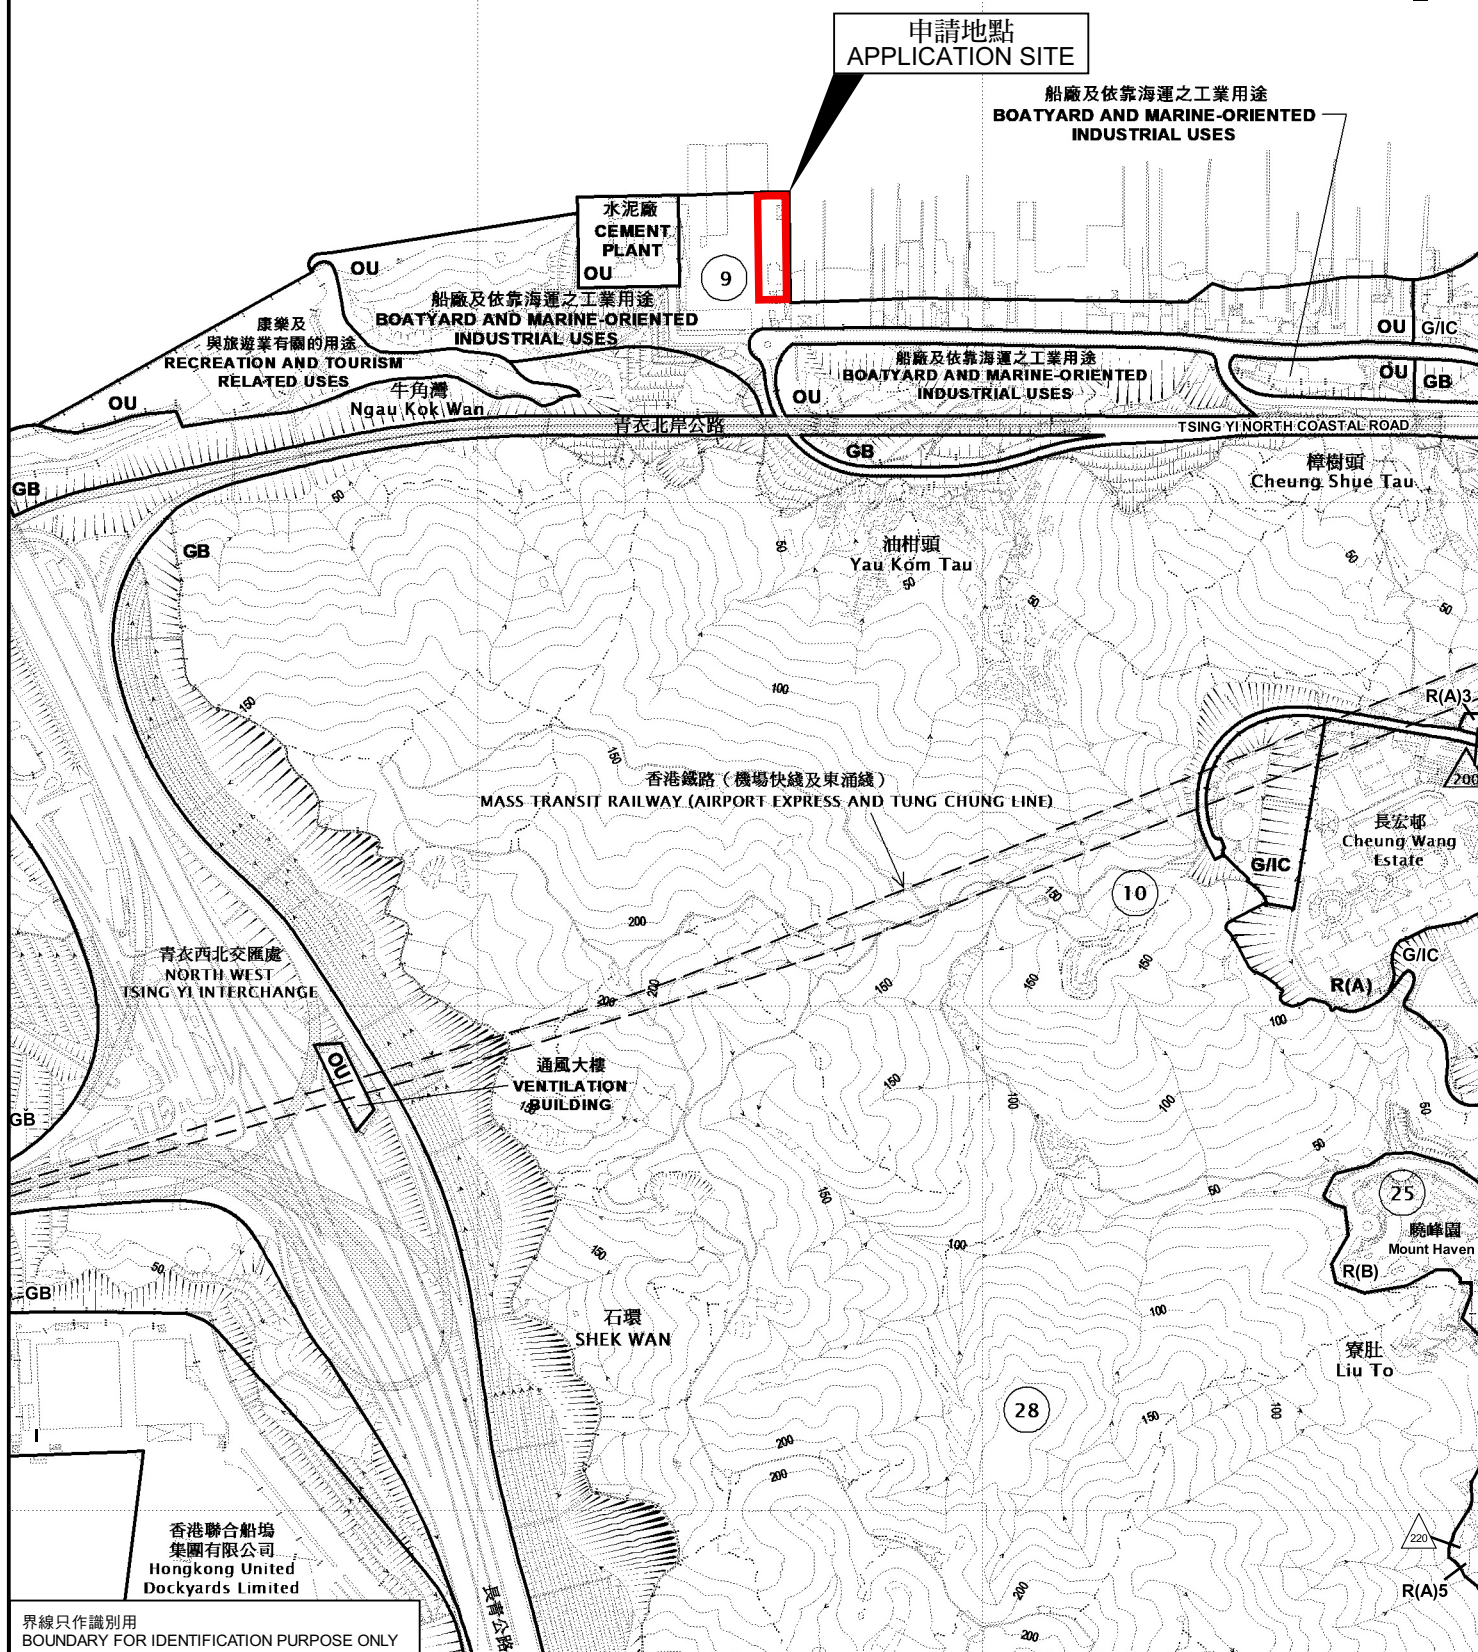 申請地點
APPLICATION SITE
船廠及依靠海運之工業用途
BOATYARD AND MARINE-ORIENTED
INDUSTRIAL USES
水泥廠
CEMENT
PLANT
OU
9
OU
船廠及依靠海運之工業用途
BOATYARD AND MARINE-ORIENTED
INDUSTRIAL USES
康樂及
與旅遊業有關的用途
RECREATION AND TOURISM
RELATED USES
OU
牛角灣
Ngau Kok Wan
船廠及依靠海運之工業用途
BOATYARD AND MARINE-ORIENTED
INDUSTRIAL USES
OU
OU
G/IC
OU
GB
青衣北岸公路
TSING YI NORTH COASTAL ROAD
GB
樟樹頭
Cheung Shue Tau
GB
50
GB
50
油柑頭
Yau Kom Tau
50
50
50
50
100
150
150
R(A)3
200
香港鐵路（機場快綫及東涌綫）
MASS TRANSIT RAILWAY (AIRPORT EXPRESS AND TUNG CHUNG LINE)
長宏邨
Cheung Wang
Estate
G/IC
10
150
200
青衣西北交匯處
NORTH WEST
TSING YI INTERCHANGE
200
200
150
150
150
G/IC
R(A)
100
OU
通風大樓
VENTILATION
BUILDING
150
150
100
100
50
GB
50
50
25
曉峰園
Mount Haven
R(B)
150
150
100
50
GB
石環
SHEK WAN
100
寮肚
Liu To
28
150
100
200
200
香港聯合船塢
集團有限公司
Hongkong United
Dockyards Limited
220
R(A)5
長青公路
200
200
界線只作識別用
BOUNDARY FOR IDENTIFICATION PURPOSE ONLY